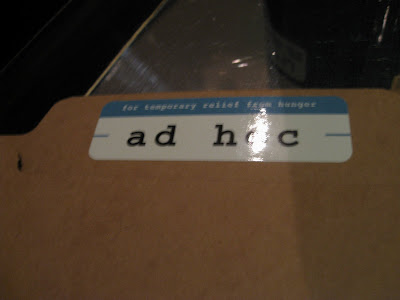 for temporary relief from hunger
ad hoc